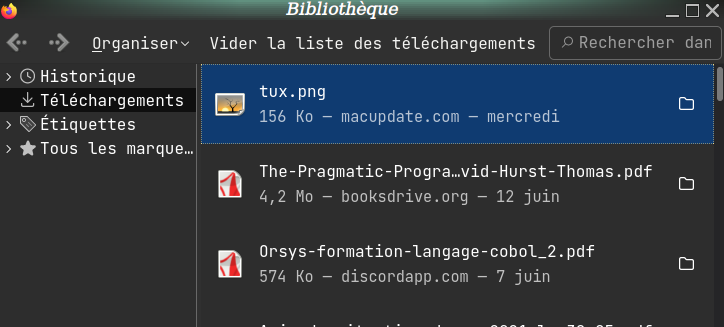 Bibliothèque
Organiser
Vider la liste des téléchargements
Rechercher dan
Historique
Téléchargements
Étiquettes
Tous les marque…
tux.png
156 Ko — macupdate.com — mercredi
The-Pragmatic-Progra…vid-Hurst-Thomas.pdf
4,2 Mo — booksdrive.org — 12 juin
Orsys-formation-langage-cobol_2.pdf
574 Ko — discordapp.com — 7 juin